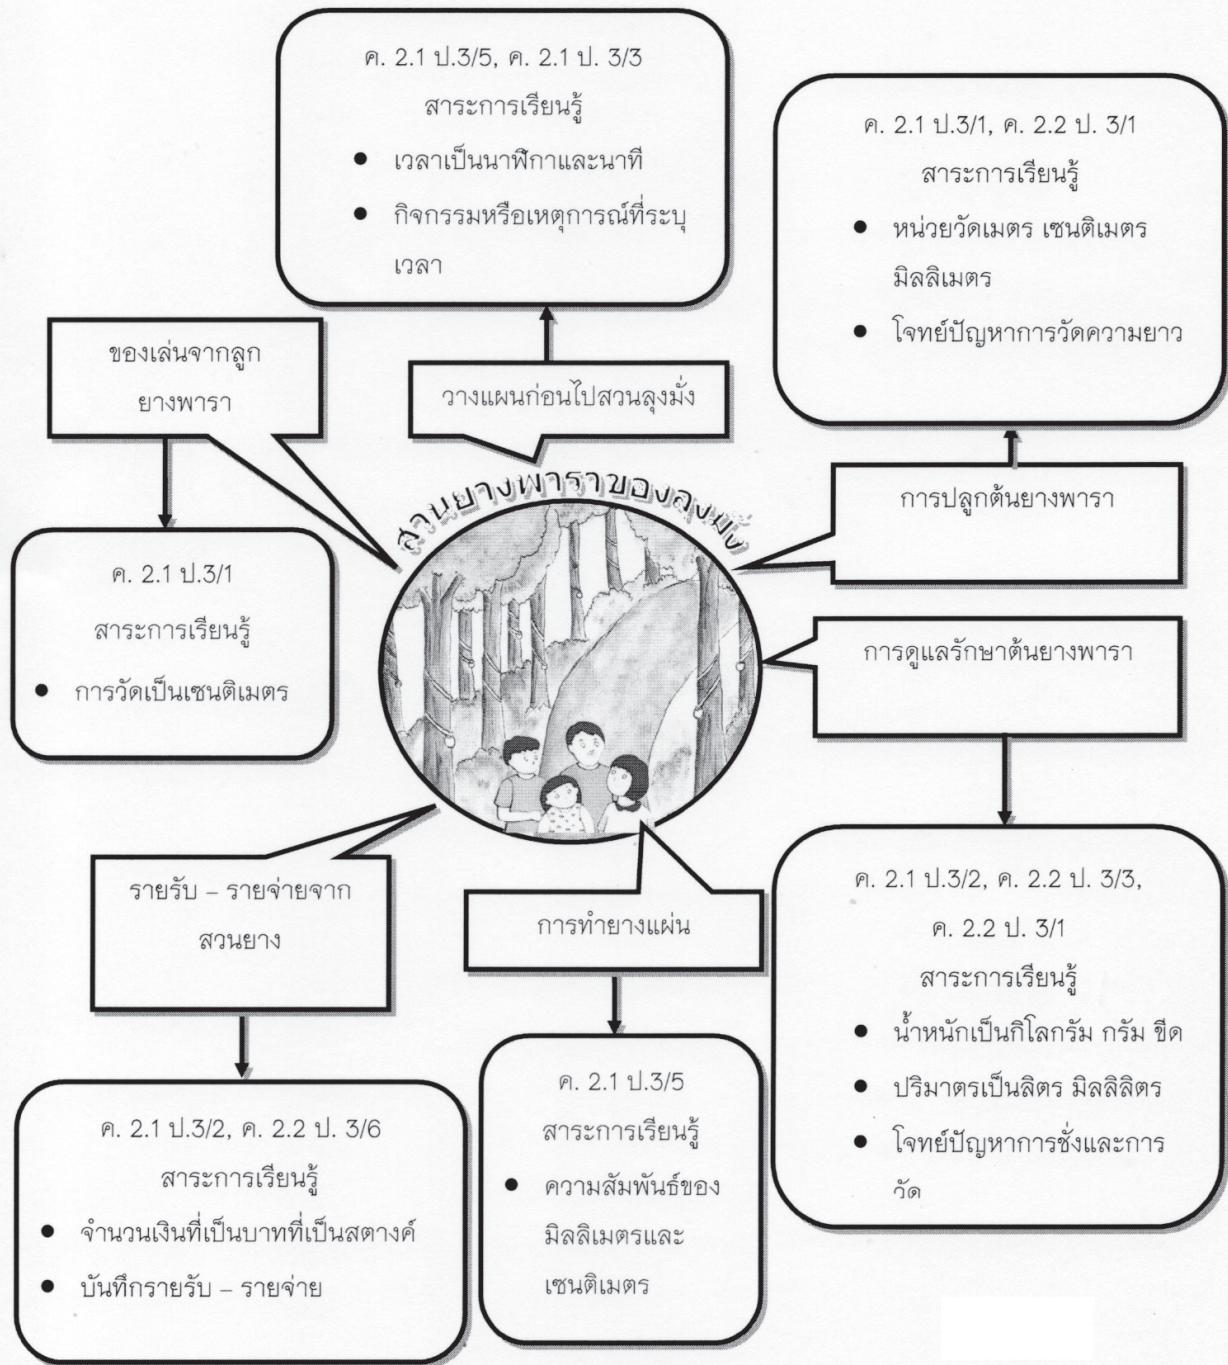 ค. 2.1 ป.3/5, ค. 2.1 ป. 3/3
สาระการเรียนรู้
● เวลาเป็นนาฬิกาและนาที
● กิจกรรมหรือเหตุการณ์ที่ระบุ
เวลา
ค. 2.1 ป.3/1, ค. 2.2 ป. 3/1
สาระการเรียนรู้
● หน่วยวัดเมตร เซนติเมตร
มิลลิเมตร
● โจทย์ปัญหาการวัดความยาว
ของเล่นจากลูก
ยางพารา
วางแผนก่อนไปสวนลุงมั่ง
การปลูกต้นยางพารา
สวนยางพาราของลุงมั่ง
ค. 2.1 ป.3/1
สาระการเรียนรู้
● การวัดเป็นเซนติเมตร
การดูแลรักษาต้นยางพารา
รายรับ – รายจ่ายจาก
สวนยาง
การทำยางแผ่น
ค. 2.1 ป.3/2, ค. 2.2 ป. 3/3,
ค. 2.2 ป. 3/1
สาระการเรียนรู้
● น้ำหนักเป็นกิโลกรัม กรัม ขีด
● ปริมาตรเป็นลิตร มิลลิลิตร
● โจทย์ปัญหาการชั่งและการ
วัด
ค. 2.1 ป.3/2, ค. 2.2 ป. 3/6
สาระการเรียนรู้
● จำนวนเงินที่เป็นบาทที่เป็นสตางค์
● บันทึกรายรับ – รายจ่าย
ค. 2.1 ป.3/5
สาระการเรียนรู้
● ความสัมพันธ์ของ
มิลลิเมตรและ
เซนติเมตร